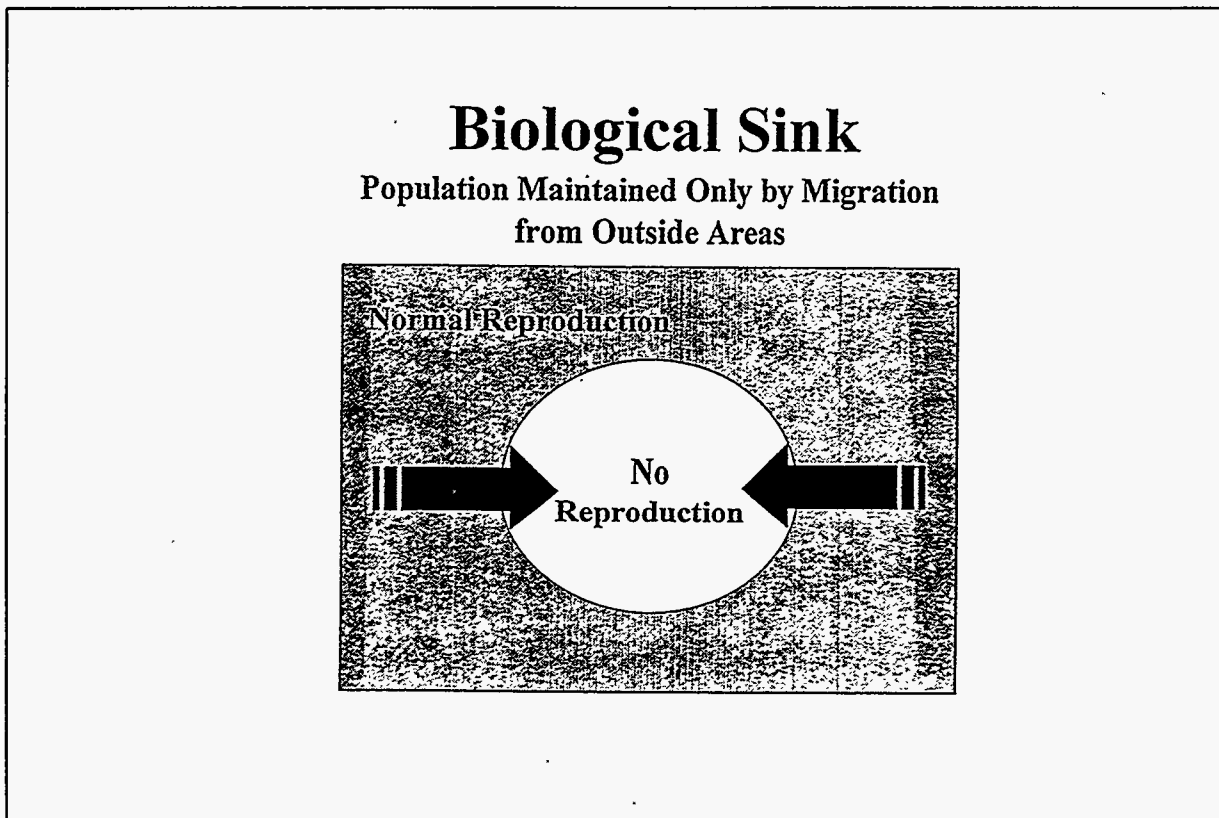 Biological Sink
Population Maintained Only by Migration
from Outside Areas
Normal Reproduction
No
Reproduction